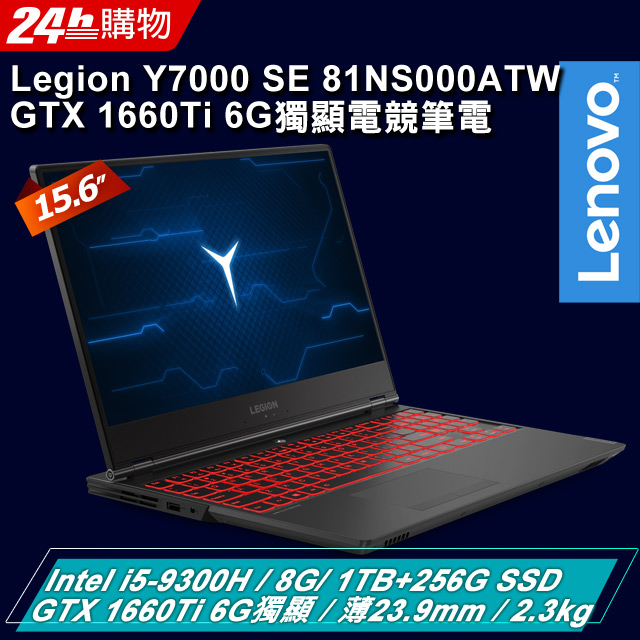 24h購物
Legion Y7000 SE 81NS000ATW
GTX 1660Ti 6G獨顯電競筆電
Lenovo
15.6"
LEGION
Intel i5-9300H / 8G/ 1TB+256G SSD
GTX 1660Ti 6G獨顯 / 薄23.9mm / 2.3kg